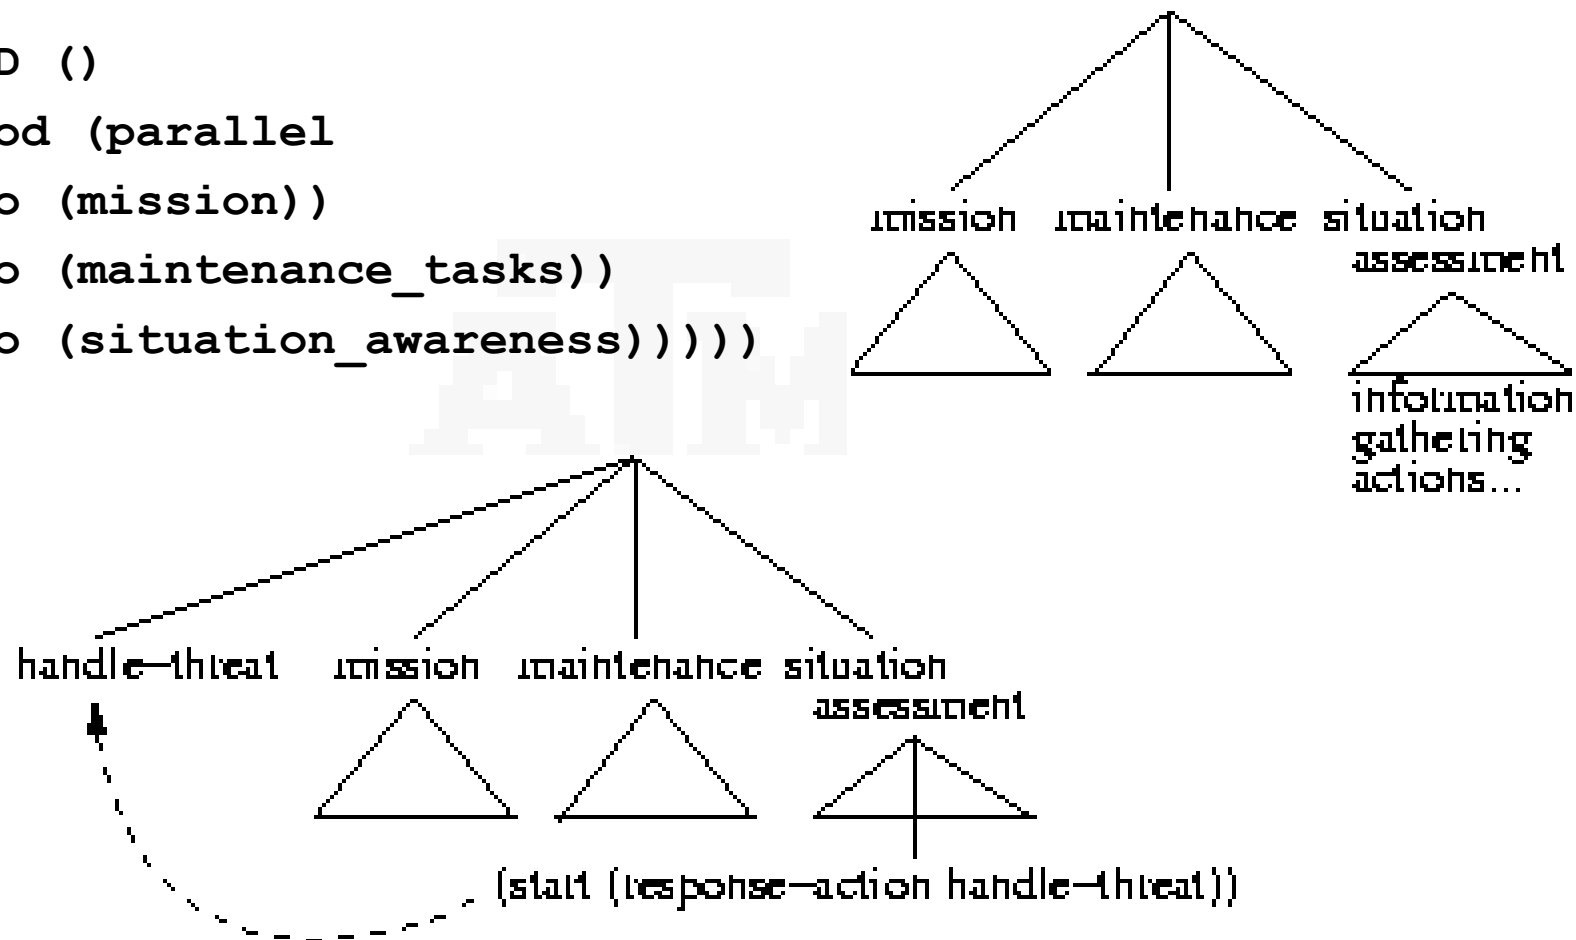 D ()
od (parallel
o (mission))
o (maintenance_tasks))
o (situation_awareness)))))
ATM
mission maintenance situation
assessment
information
gathering
actions...
handle-threat mission maintenance situation
assessment
(start (response-action handle-threat))